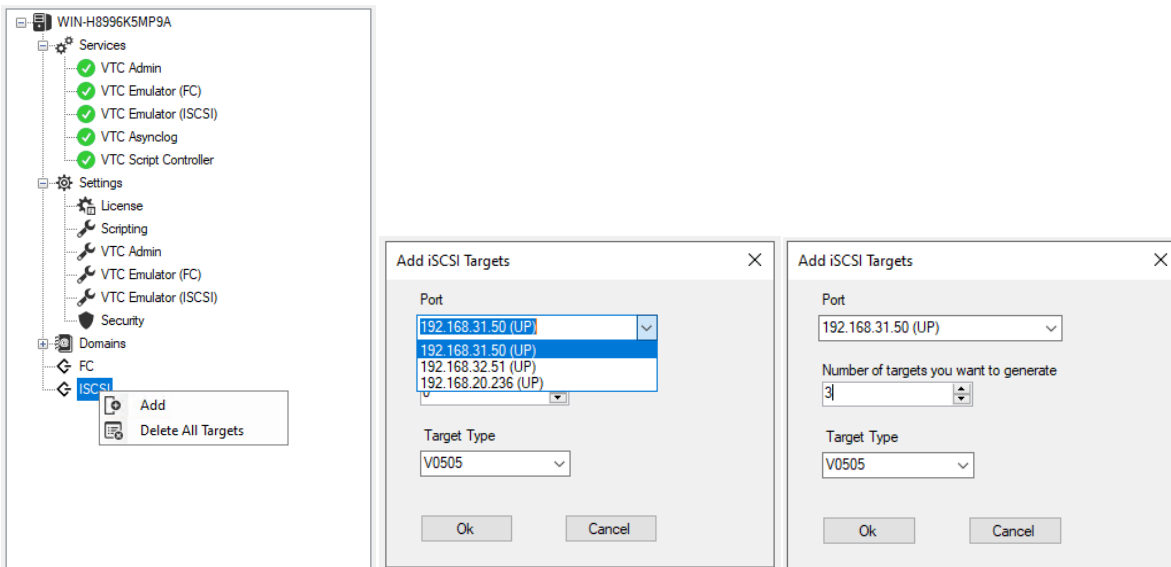 WIN-H8996K5MP9A
Services
VTC Admin
VTC Emulator (FC)
VTC Emulator (ISCSI)
VTC Asynclog
VTC Script Controller
Settings
License
Scripting
VTC Admin
VTC Emulator (FC)
VTC Emulator (ISCSI)
Security
Domains
FC
ISCSI
Add
Delete All Targets
Add iSCSI Targets
Port
192.168.31.50 (UP)
192.168.31.50 (UP)
192.168.32.51 (UP)
192.168.20.236 (UP)
Target Type
V0505
Ok Cancel
Add iSCSI Targets
Port
192.168.31.50 (UP)
Number of targets you want to generate
3
Target Type
V0505
Ok Cancel